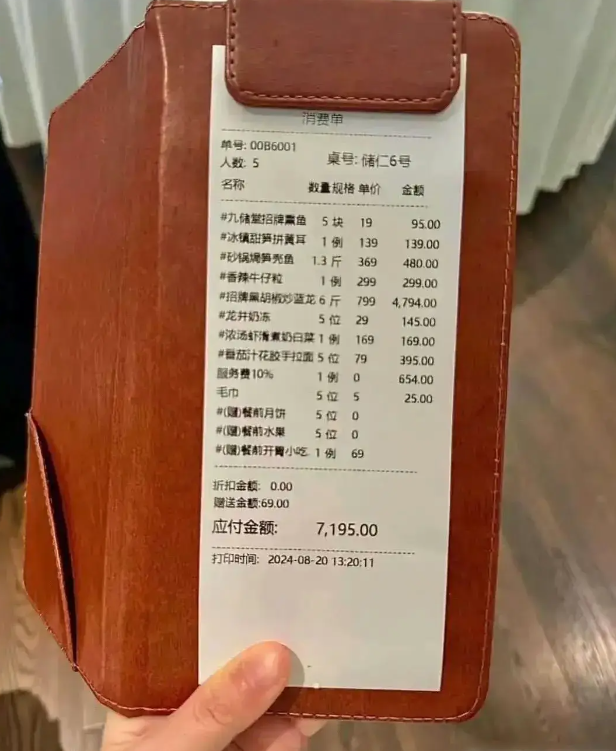 消费单
单号: 00B6001
人数: 5 桌号: 储仁6号
名称 数量规格 单价 金额
#九储堂招牌熏鱼 5 块 19 95.00
#冰镇甜笋拼黄耳 1 例 139 139.00
#砂锅焗笋壳鱼 1.3 斤 369 480.00
#香辣牛仔粒 1 例 299 299.00
#招牌黑胡椒炒蓝龙 6 斤 799 4,794.00
#龙井奶冻 5 位 29 145.00
#浓汤虾滑煮奶白菜 1 例 169 169.00
#番茄汁花胶手拉面 5 位 79 395.00
服务费10% 1 例 0 654.00
毛巾 5 位 5 25.00
#(赠)餐前月饼 5 位 0
#(赠)餐前水果 5 位 0
#(赠)餐前开胃小吃 1 例 69
折扣金额: 0.00
赠送金额:69.00
应付金额: 7,195.00
打印时间: 2024-08-20 13:20:11